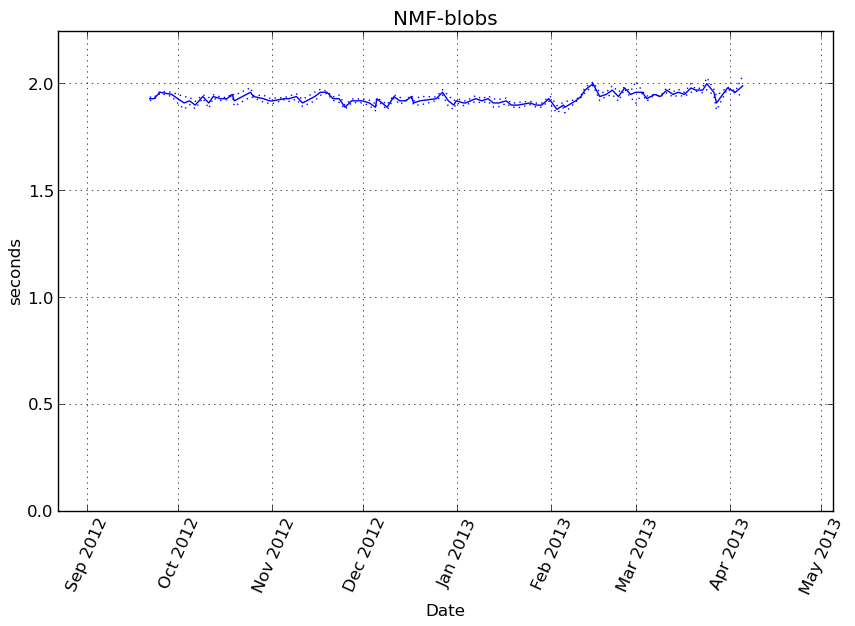 NMF-blobs
2.0
1.5
1.0
0.5
0.0
seconds
Sep 2012
Oct 2012
Nov 2012
Dec 2012
Jan 2013
Feb 2013
Mar 2013
Apr 2013
May 2013
Date